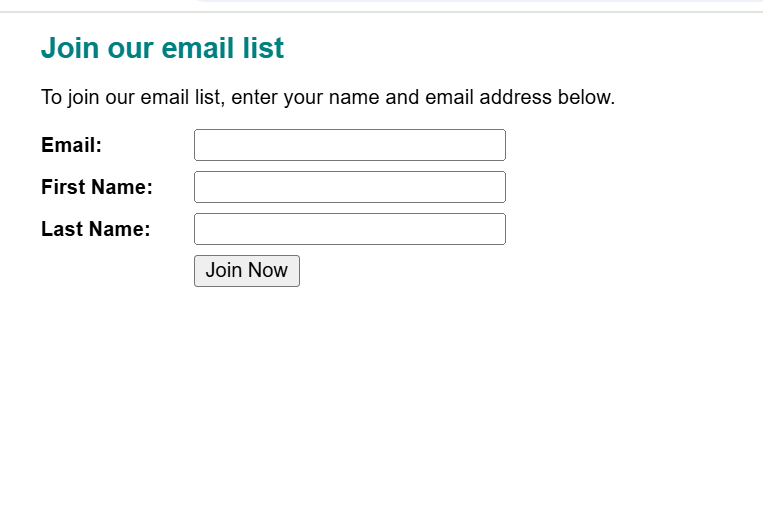 Join our email list
To join our email list, enter your name and email address below.
Email:
First Name:
Last Name:
Join Now